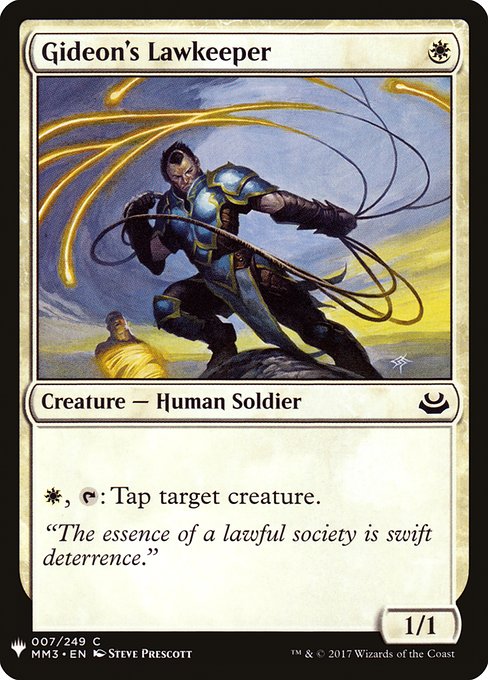 Gideon's Lawkeeper
Creature — Human Soldier
, : Tap target creature.
“The essence of a lawful society is swift
deterrence.”
1/1
007/249 C
MM3 • EN Steve Prescott
™ & © 2017 Wizards of the Coast